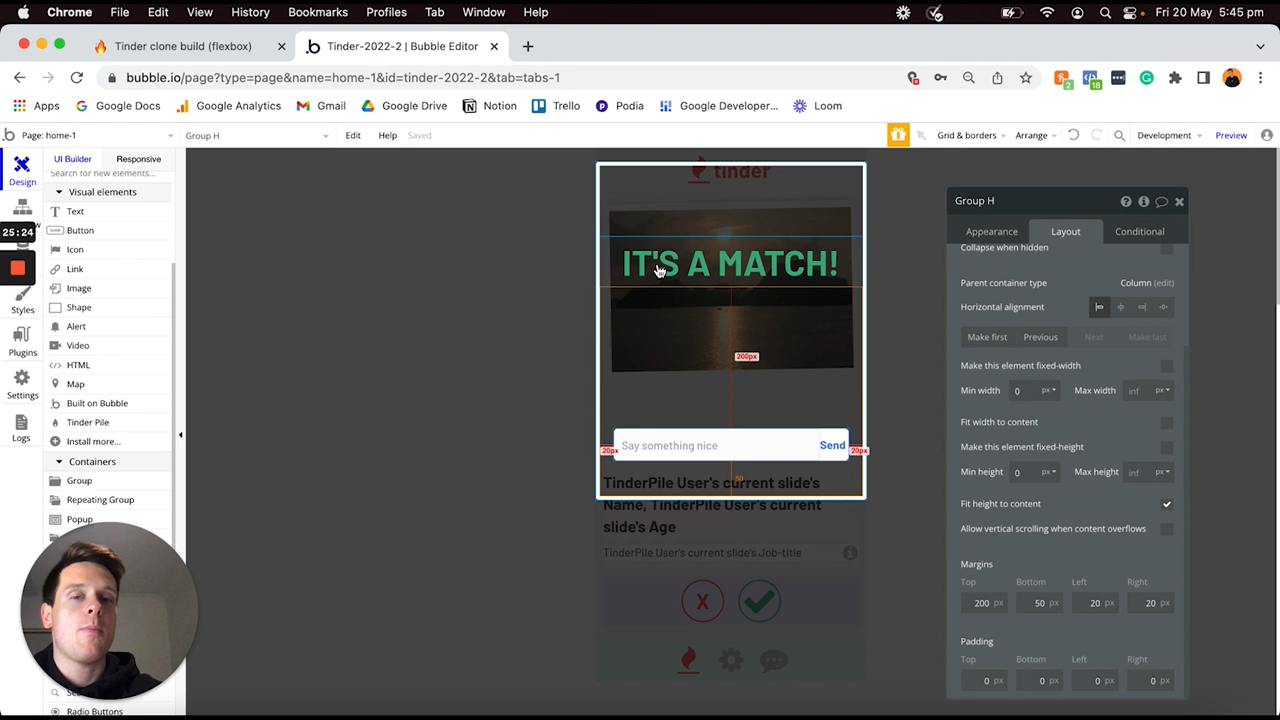 Chrome File Edit View History Bookmarks Profiles Tab Window Help Fri 20 May 5:45 pm
Tinder clone build (flexbox) Tinder-2022-2 | Bubble Editor
bubble.io/page?type=page&name=home-1&id=tinder-2022-2&tab=tabs-1 2 18
Apps Google Docs Google Analytics Gmail Google Drive Notion Trello Podia Google Developer... Loom
Page: home-1 Group H Edit Help Saved Grid & borders Arrange Development Preview
UI Builder Responsive
Search for new elements...
Design
Visual elements
Text
Button
25:24
Icon
Link
Image
Styles
Shape
Alert
Video
Plugins
HTML
Map
Settings
Built on Bubble
Tinder Pile
Logs
Install more...
Containers
Group
Repeating Group
Popup
Radio Buttons
tinder
IT'S A MATCH!
200px
Say something nice Send
20px 20px
50
TinderPile User's current slide's
Name, TinderPile User's current
slide's Age
TinderPile User's current slide's Job-title
X
Group H
Appearance Layout Conditional
Collapse when hidden
Parent container type Column (edit)
Horizontal alignment
Make first Previous Next Make last
Make this element fixed-width
Min width 0 px Max width inf px
Fit width to content
Make this element fixed-height
Min height 0 px Max height inf px
Fit height to content
Allow vertical scrolling when content overflows
Margins
Top Bottom Left Right
200 px 50 px 20 px 20 px
Padding
Top Bottom Left Right
0 px 0 px 0 px 0 px